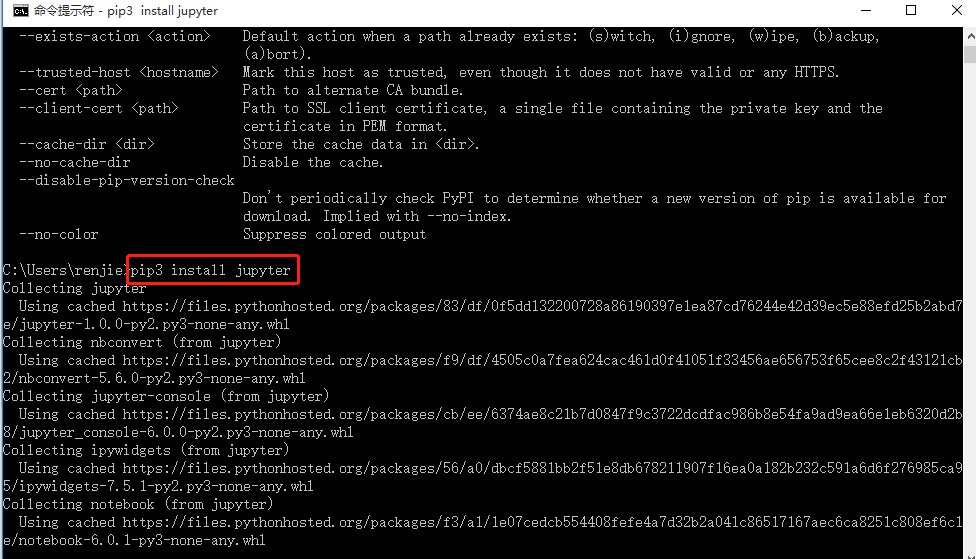 命令提示符 - pip3  install jupyter
--exists-action <action>    Default action when a path already exists: (s)witch, (i)gnore, (w)ipe, (b)ackup,
(a)bort).
--trusted-host <hostname>   Mark this host as trusted, even though it does not have valid or any HTTPS.
--cert <path>               Path to alternate CA bundle.
--client-cert <path>        Path to SSL client certificate, a single file containing the private key and the
certificate in PEM format.
--cache-dir <dir>           Store the cache data in <dir>.
--no-cache-dir              Disable the cache.
--disable-pip-version-check
Don't periodically check PyPI to determine whether a new version of pip is available for
download. Implied with --no-index.
--no-color                  Suppress colored output
C:\Users\renjie>pip3 install jupyter
Collecting jupyter
Using cached https://files.pythonhosted.org/packages/83/df/0f5dd132200728a86190397e1ea87cd76244e42d39ec5e88efd25b2abd7
e/jupyter-1.0.0-py2.py3-none-any.whl
Collecting nbconvert (from jupyter)
Using cached https://files.pythonhosted.org/packages/f9/df/4505c0a7fea624cac461d0f41051f33456ae656753f65cee8c2f43121cb
2/nbconvert-5.6.0-py2.py3-none-any.whl
Collecting jupyter-console (from jupyter)
Using cached https://files.pythonhosted.org/packages/cb/ee/6374ae8c21b7d0847f9c3722dcdfac986b8e54fa9ad9ea66e1eb6320d2b
8/jupyter_console-6.0.0-py2.py3-none-any.whl
Collecting ipywidgets (from jupyter)
Using cached https://files.pythonhosted.org/packages/56/a0/dbcf5881bb2f51e8db678211907f16ea0a182b232c591a6d6f276985ca9
5/ipywidgets-7.5.1-py2.py3-none-any.whl
Collecting notebook (from jupyter)
Using cached https://files.pythonhosted.org/packages/f3/a1/1e07cedcb554408fefe4a7d32b2a041c86517167aec6ca8251c808ef6c1
e/notebook-6.0.1-py3-none-any.whl